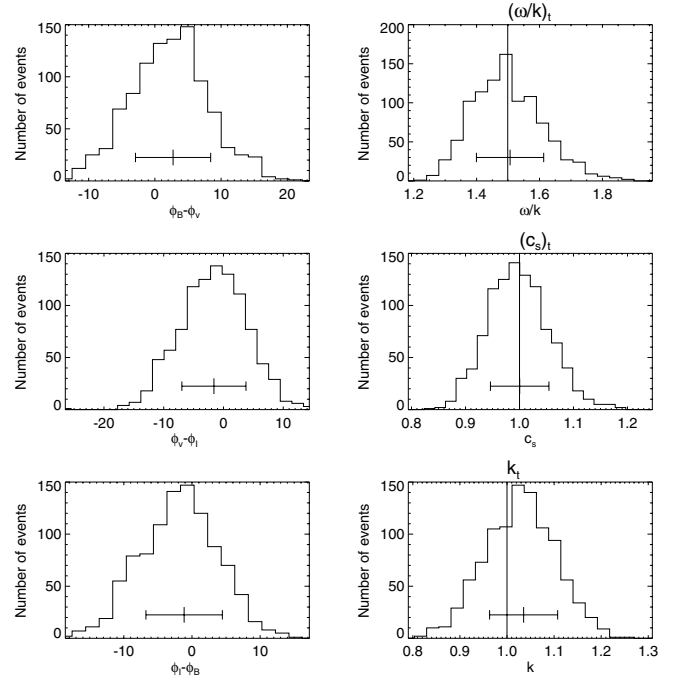 150
100
50
0
Number of events
-10 0 10 20
ϕB-ϕv
(ω/k)t
200
150
100
50
0
Number of events
1.2 1.4 1.6 1.8
ω/k
150
100
50
0
Number of events
-20 -10 0 10
ϕv-ϕI
(cs)t
150
100
50
0
Number of events
0.8 0.9 1.0 1.1 1.2
cs
150
100
50
0
Number of events
-10 0 10
ϕI-ϕB
kt
150
100
50
0
Number of events
0.8 0.9 1.0 1.1 1.2 1.3
k